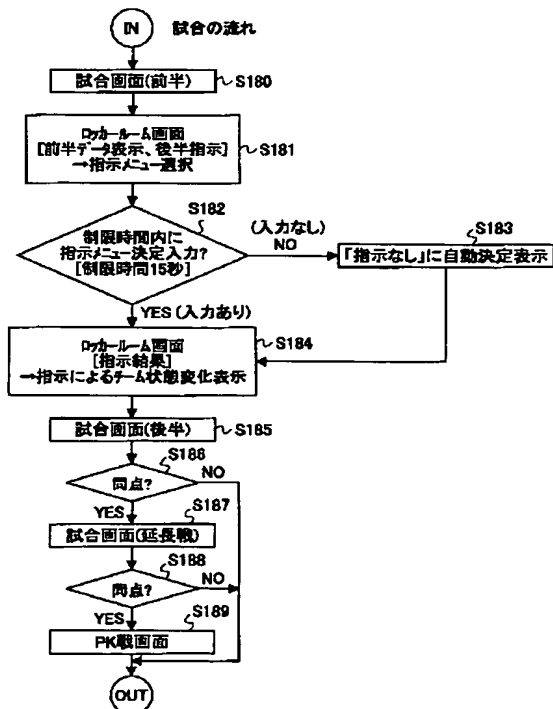 IN 試合の流れ
試合画面(前半) S180
ロッカールーム画面
[前半データ表示、後半指示]
→指示メニュー選択
S181
S182
制限時間内に
指示メニュー決定入力?
[制限時間15秒]
(入力なし)
NO
S183
「指示なし」に自動決定表示
YES(入力あり)
S184
ロッカールーム画面
[指示結果]
→指示によるチーム状態変化表示
試合画面(後半) S185
S186
同点?
NO
YES
S187
試合画面(延長戦)
S188
同点?
NO
YES
S189
PK戦画面
OUT